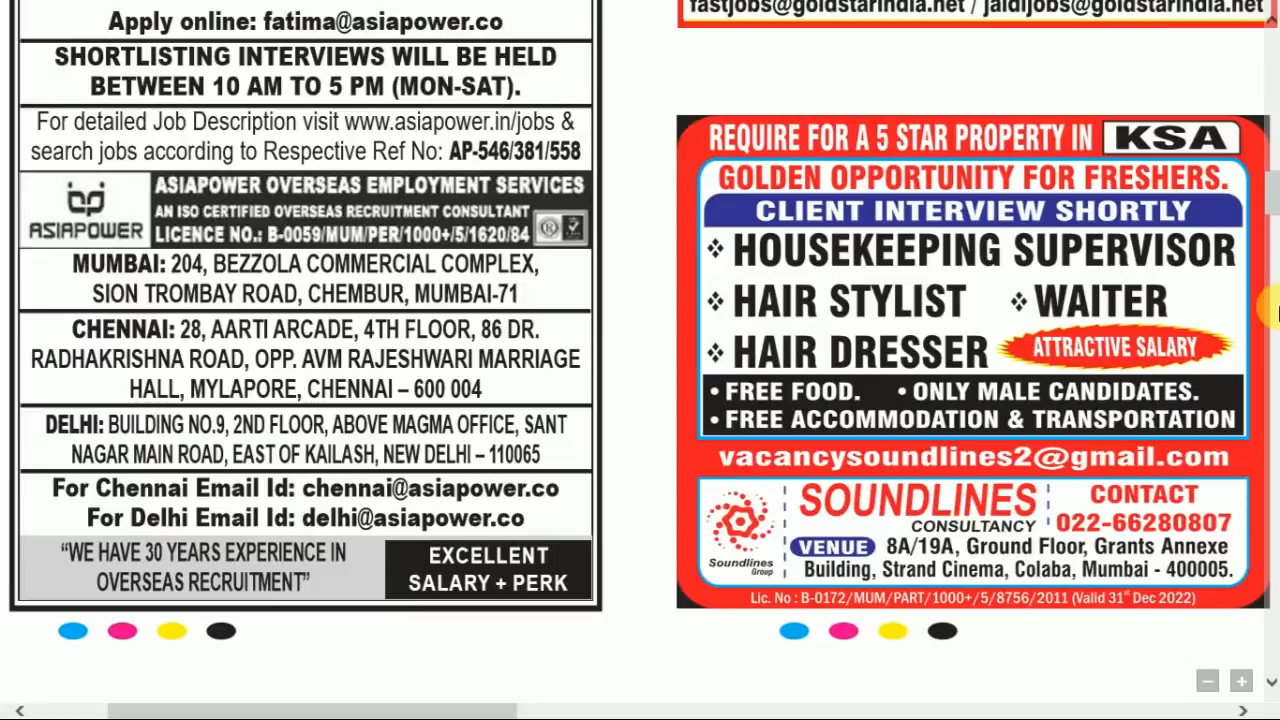 Apply online: fatima@asiapower.co
SHORTLISTING INTERVIEWS WILL BE HELD
BETWEEN 10 AM TO 5 PM (MON-SAT).
For detailed Job Description visit www.asiapower.in/jobs &
search jobs according to Respective Ref No: AP-546/381/558
ASIAPOWER
ASIAPOWER OVERSEAS EMPLOYMENT SERVICES
AN ISO CERTIFIED OVERSEAS RECRUITMENT CONSULTANT
LICENCE NO.: B-0059/MUM/PER/1000+/5/1620/84
MUMBAI: 204, BEZZOLA COMMERCIAL COMPLEX,
SION TROMBAY ROAD, CHEMBUR, MUMBAI-71
CHENNAI: 28, AARTI ARCADE, 4TH FLOOR, 86 DR.
RADHAKRISHNA ROAD, OPP. AVM RAJESHWARI MARRIAGE
HALL, MYLAPORE, CHENNAI – 600 004
DELHI: BUILDING NO.9, 2ND FLOOR, ABOVE MAGMA OFFICE, SANT
NAGAR MAIN ROAD, EAST OF KAILASH, NEW DELHI – 110065
For Chennai Email Id: chennai@asiapower.co
For Delhi Email Id: delhi@asiapower.co
“WE HAVE 30 YEARS EXPERIENCE IN
OVERSEAS RECRUITMENT”
EXCELLENT
SALARY + PERK
fastjobs@goldstarindia.net / jaldijobs@goldstarindia.net
REQUIRE FOR A 5 STAR PROPERTY IN KSA
GOLDEN OPPORTUNITY FOR FRESHERS.
CLIENT INTERVIEW SHORTLY
❖ HOUSEKEEPING SUPERVISOR
❖ HAIR STYLIST ❖ WAITER
❖ HAIR DRESSER ATTRACTIVE SALARY
• FREE FOOD. • ONLY MALE CANDIDATES.
• FREE ACCOMMODATION & TRANSPORTATION
vacancysoundlines2@gmail.com
Soundlines
Group
SOUNDLINES
CONSULTANCY
CONTACT
022-66280807
VENUE 8A/19A, Ground Floor, Grants Annexe
Building, Strand Cinema, Colaba, Mumbai - 400005.
Lic. No : B-0172/MUM/PART/1000+/5/8756/2011 (Valid 31st Dec 2022)